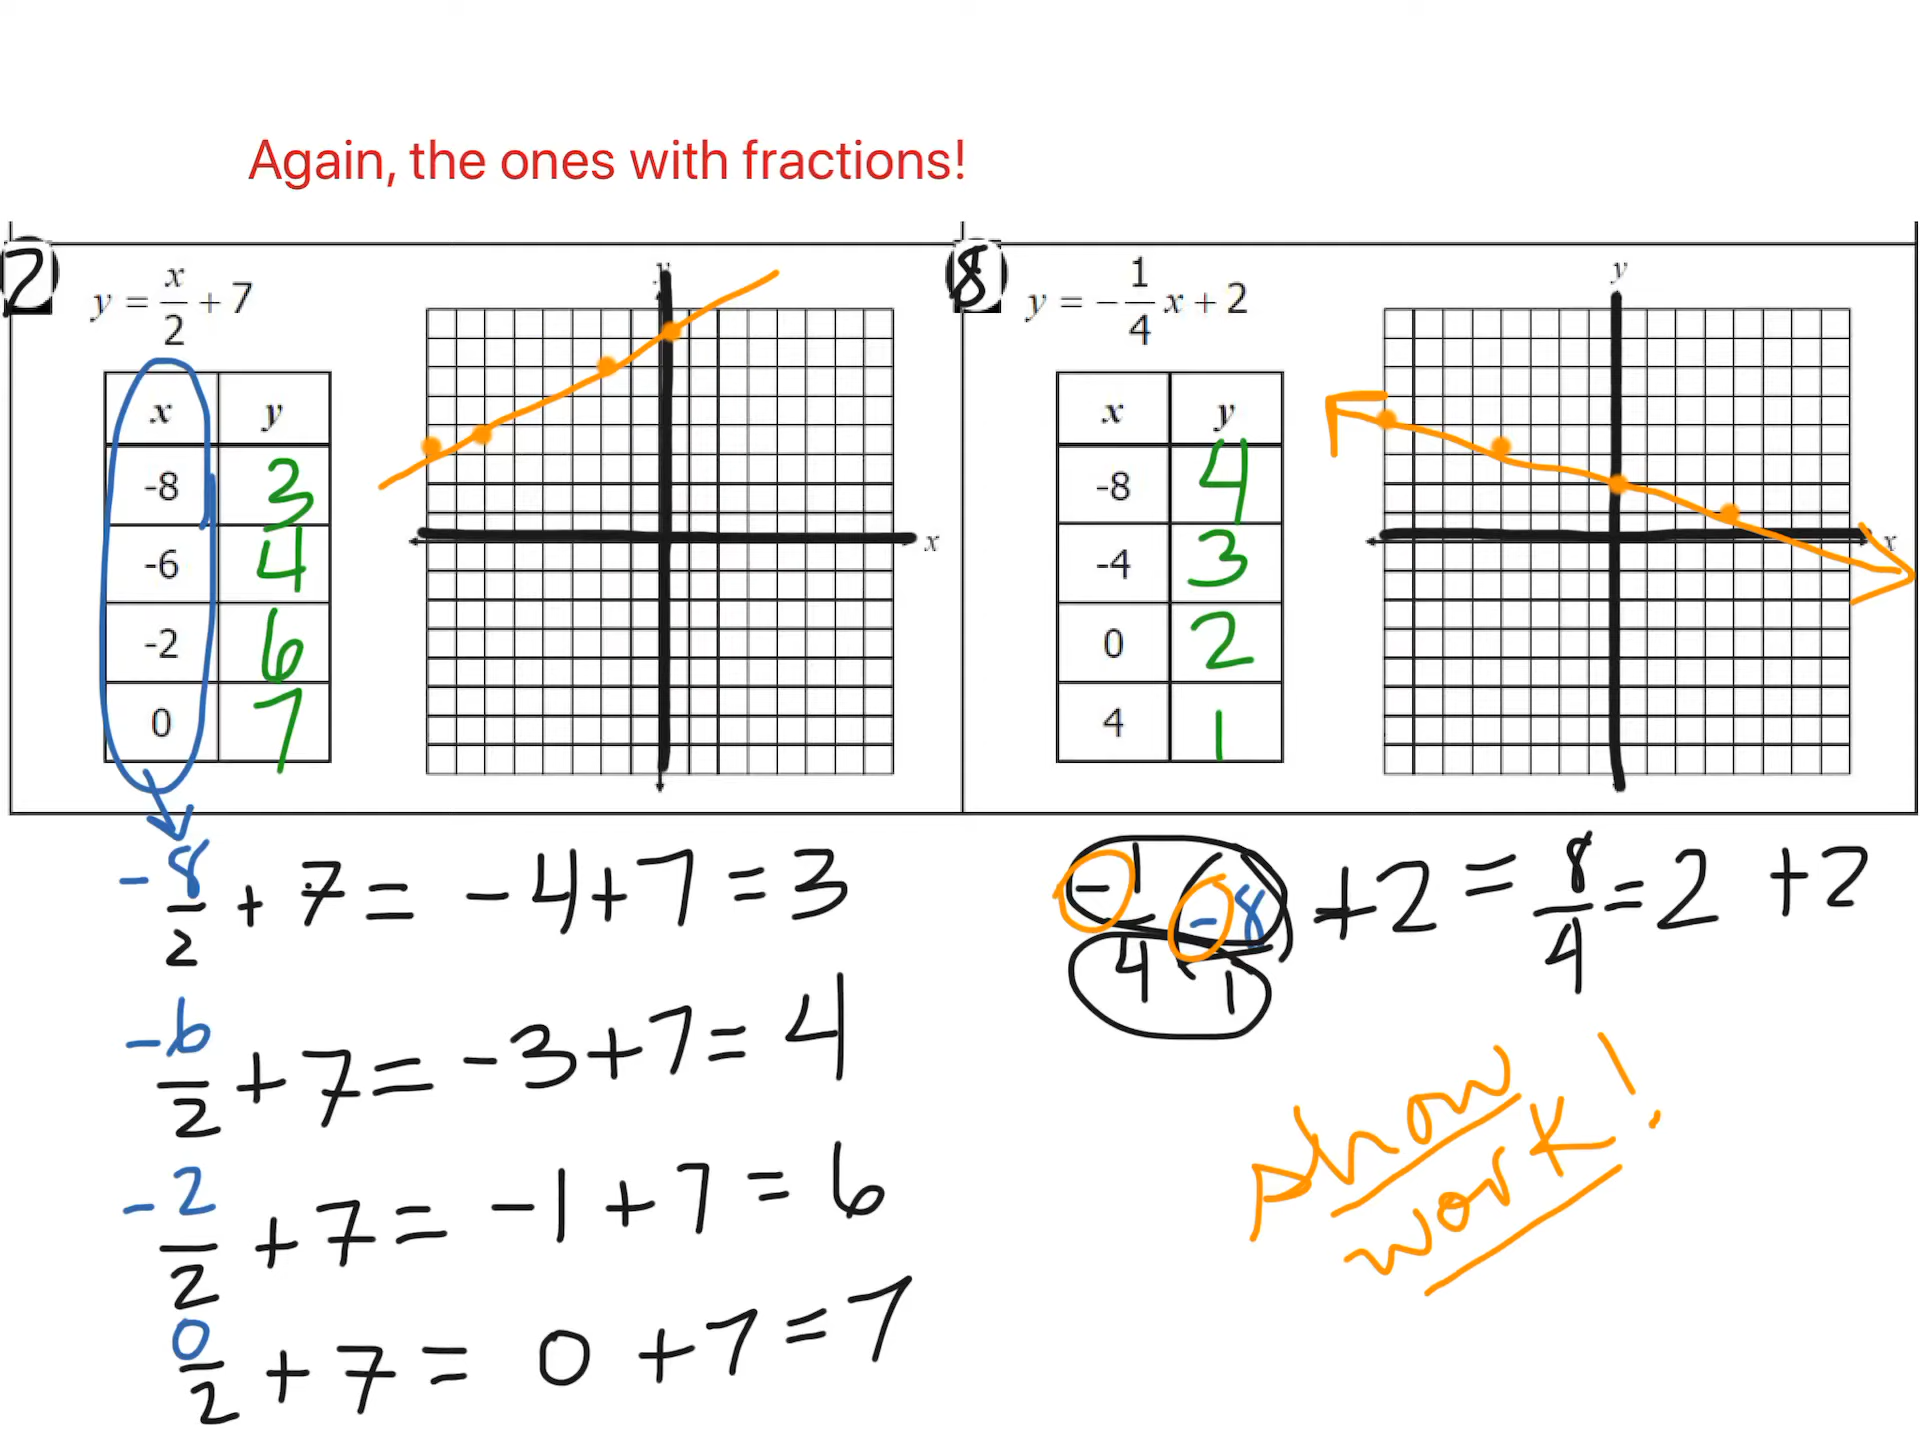 Again, the ones with fractions!
7
y = x/2 + 7
x y
-8 3
-6 4
-2 6
0 7
y
x
8
y = -1/4 x + 2
x y
-8 4
-4 3
0 2
4 1
y
x
-8/2 + 7 = -4 + 7 = 3
-6/2 + 7 = -3 + 7 = 4
-2/2 + 7 = -1 + 7 = 6
0/2 + 7 = 0 + 7 = 7
-1/4 (-8/1) + 2 = 8/4 = 2 + 2
show
work!